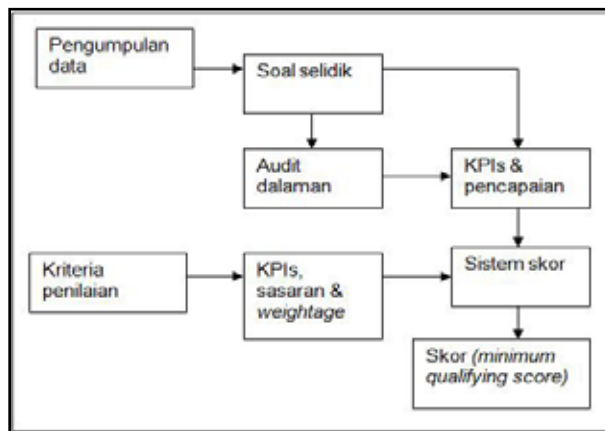 Pengumpulan
data
Soal selidik
Audit
dalaman
KPIs &
pencapaian
Kriteria
penilaian
KPIs,
sasaran &
weightage
Sistem skor
Skor (minimum
qualifying score)